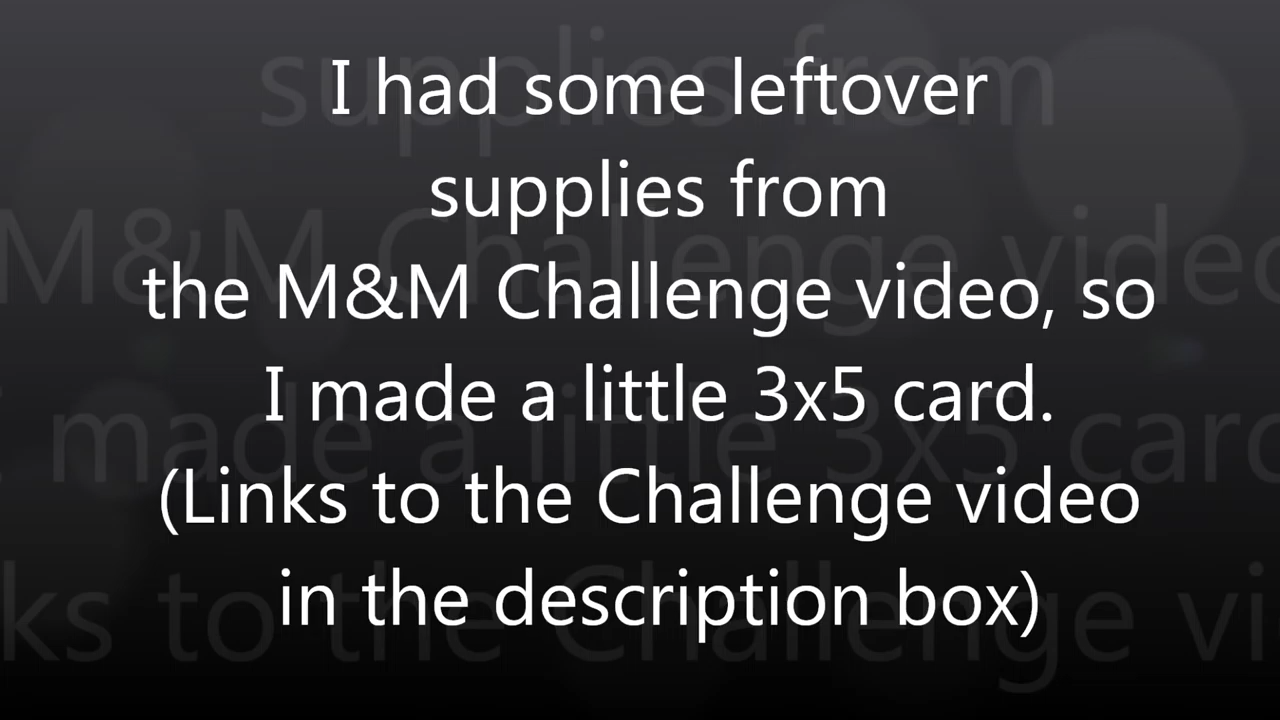 I had some leftover
supplies from
the M&M Challenge video, so
I made a little 3x5 card.
(Links to the Challenge video
in the description box)